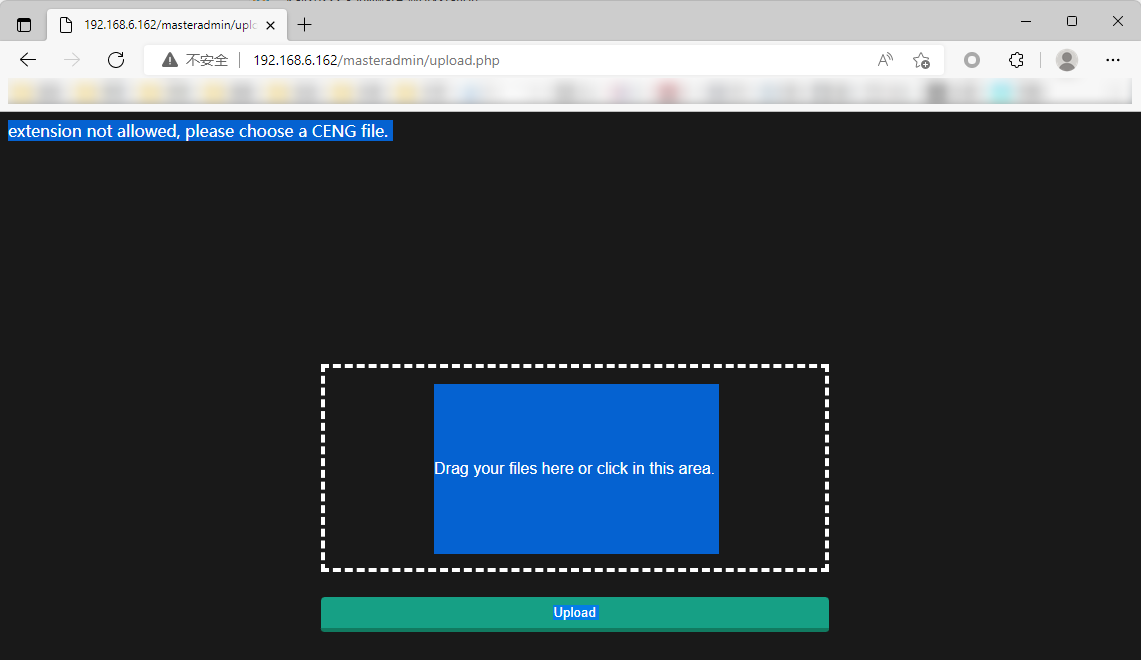 192.168.6.162/masteradmin/uplo
不安全
192.168.6.162/masteradmin/upload.php
extension not allowed, please choose a CENG file.
Drag your files here or click in this area.
Upload